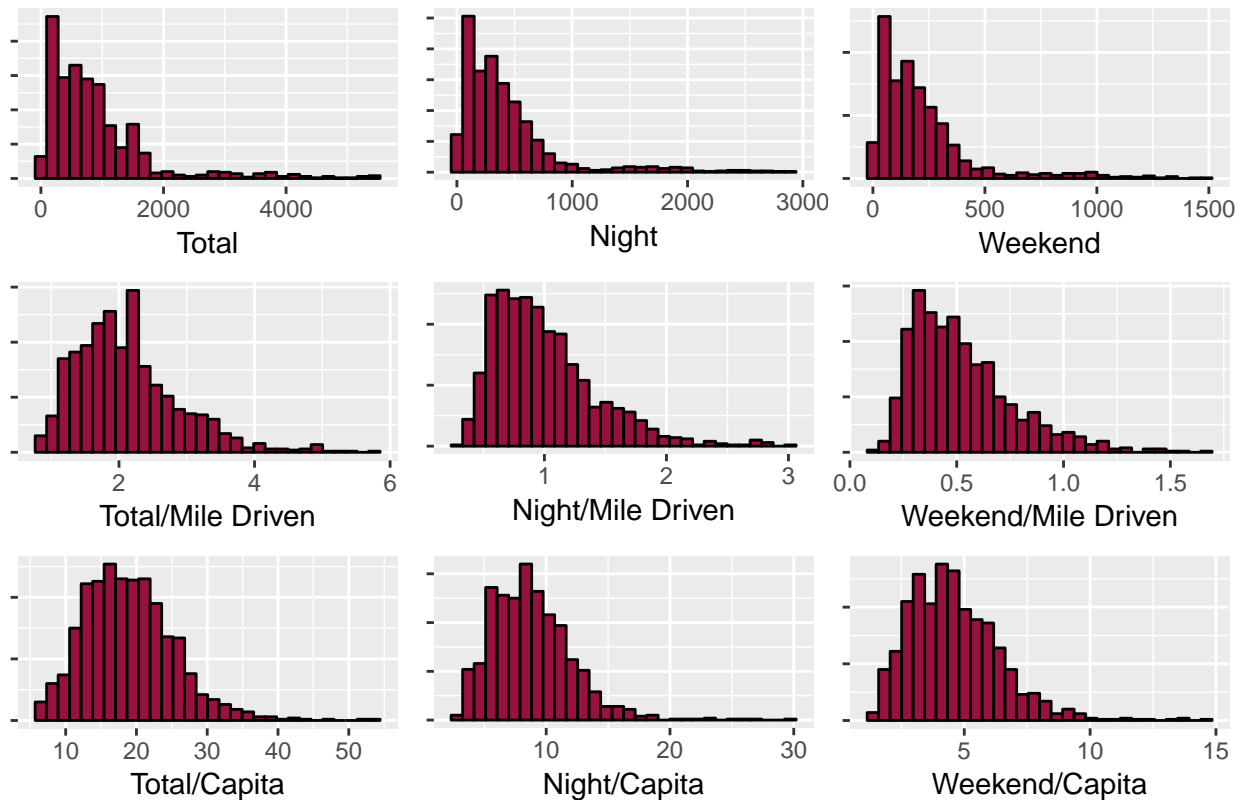 0 2000 4000
Total
0 1000 2000 3000
Night
0 500 1000 1500
Weekend
2 4 6
Total/Mile Driven
1 2 3
Night/Mile Driven
0.0 0.5 1.0 1.5
Weekend/Mile Driven
10 20 30 40 50
Total/Capita
10 20 30
Night/Capita
5 10 15
Weekend/Capita